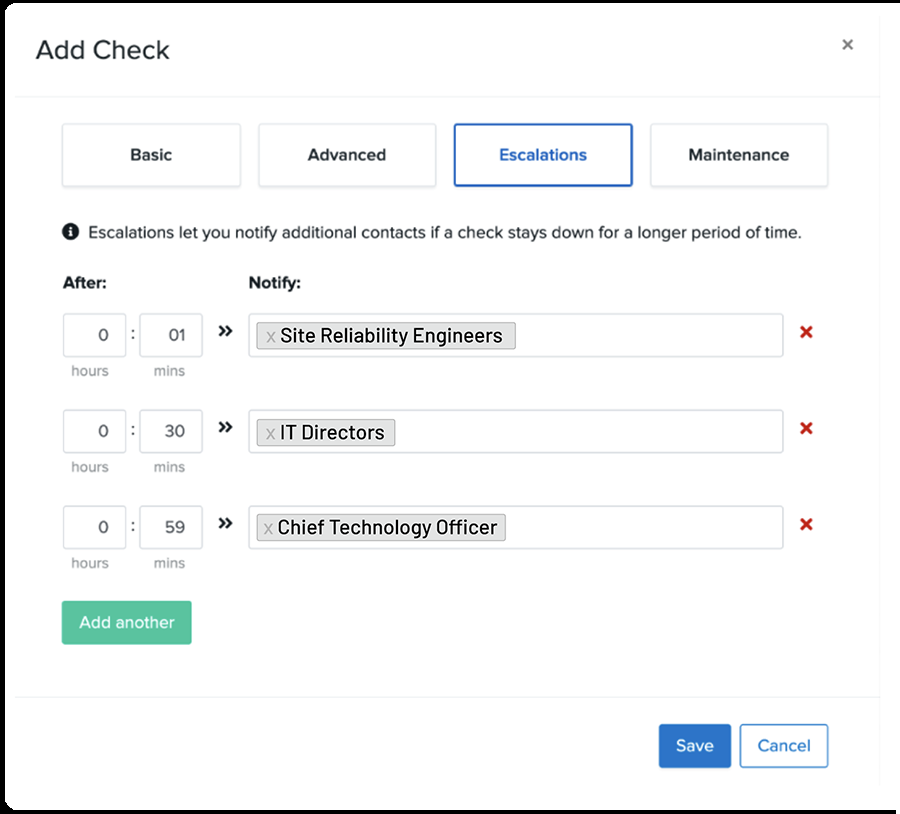 Add Check ×
Basic Advanced Escalations Maintenance
Escalations let you notify additional contacts if a check stays down for a longer period of time.
After: Notify:
0 : 01 » x Site Reliability Engineers ×
hours mins
0 : 30 » x IT Directors ×
hours mins
0 : 59 » x Chief Technology Officer ×
hours mins
Add another
Save Cancel